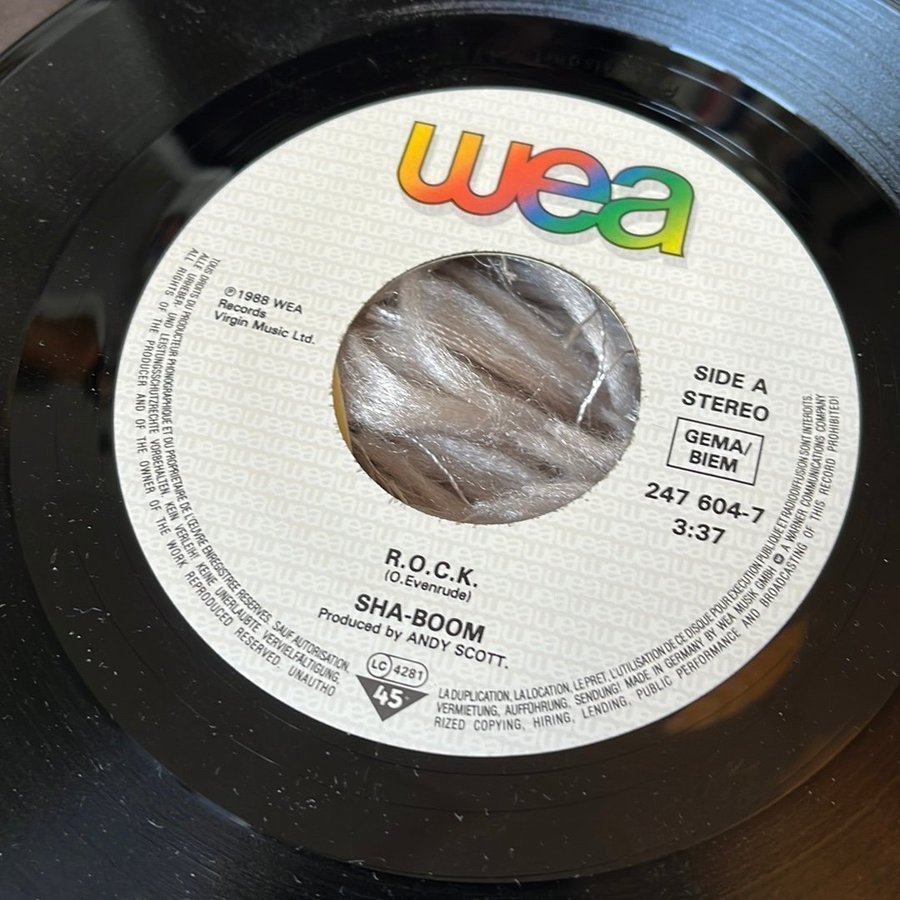 wea
℗ 1988 WEA
Records
Virgin Music Ltd.
SIDE A
STEREO
GEMA/
BIEM
247 604-7
3:37
R.O.C.K.
(O.Evenrude)
SHA-BOOM
Produced by ANDY SCOTT.
LC 4281
45
TOUS DROITS DU PRODUCTEUR PHONOGRAPHIQUE ET DU PROPRIETAIRE DE L'ŒUVRE ENREGISTREE RESERVES. SAUF AUTORISATION.
LA DUPLICATION, LA LOCATION, LE PRET, L'UTILISATION DE CE DISQUE POUR EXECUTION PUBLIQUE ET RADIODIFFUSION SONT INTERDITS.
ALLE URHEBER- UND LEISTUNGSSCHUTZRECHTE VORBEHALTEN. KEIN VERLEIH! KEINE UNERLAUBTE VERVIELFÄLTIGUNG,
VERMIETUNG, AUFFÜHRUNG, SENDUNG! MADE IN GERMANY BY WEA MUSIK GMBH A WARNER COMMUNICATIONS COMPANY
ALL RIGHTS OF THE PRODUCER AND OF THE OWNER OF THE WORK REPRODUCED RESERVED. UNAUTHO
RIZED COPYING, HIRING, LENDING, PUBLIC PERFORMANCE AND BROADCASTING OF THIS RECORD PROHIBITED!